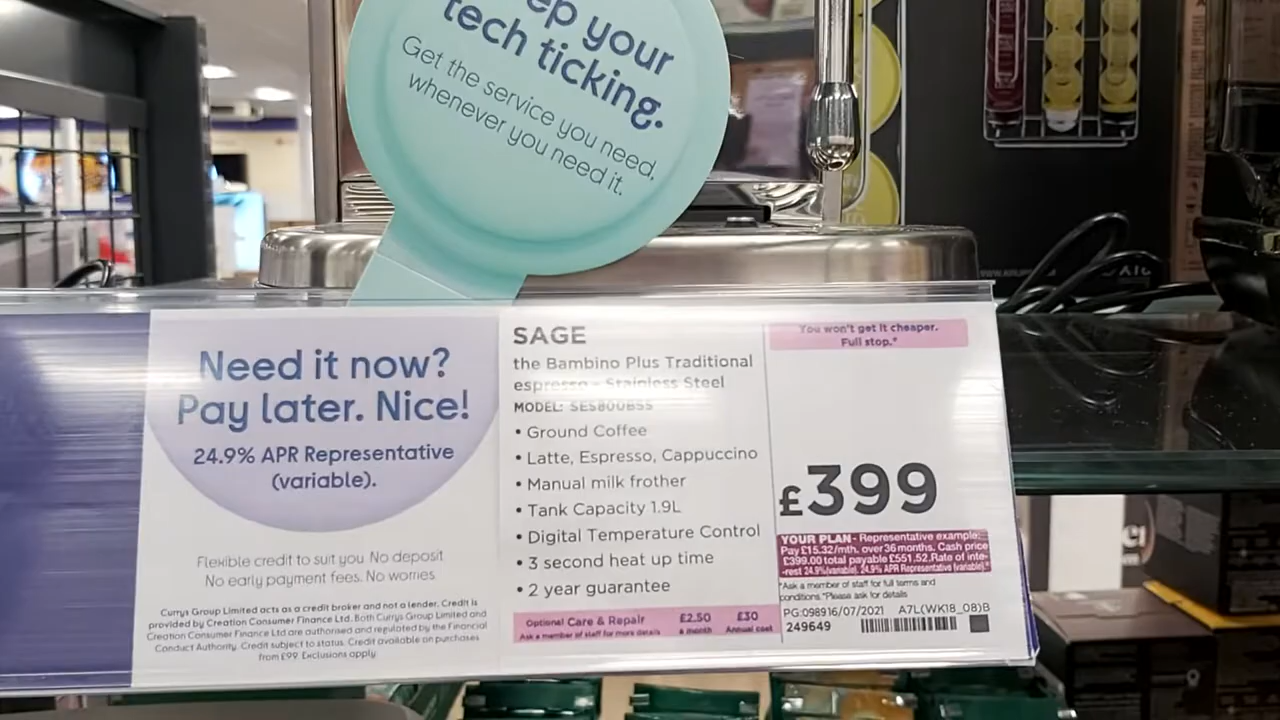 ep your
tech ticking.
Get the service you need,
whenever you need it.
Need it now?
Pay later. Nice!
24.9% APR Representative
(variable).
Flexible credit to suit you. No deposit.
No early payment fees. No worries.
Currys Group Limited acts as a credit broker and not a lender. Credit is
provided by Creation Consumer Finance Ltd. Both Currys Group Limited and
Creation Consumer Finance Ltd are authorised and regulated by the Financial
Conduct Authority. Credit subject to status. Credit available on purchases
from £99. Exclusions apply.
SAGE
the Bambino Plus Traditional
espresso - Stainless Steel
MODEL: SES800BSS
• Ground Coffee
• Latte, Espresso, Cappuccino
• Manual milk frother
• Tank Capacity 1.9L
• Digital Temperature Control
• 3 second heat up time
• 2 year guarantee
Optional Care & Repair £2.50 £30
Ask a member of staff for more details a month Annual cost
You won't get it cheaper.
Full stop.*
£399
YOUR PLAN - Representative example:
Pay £15.32/mth. over 36 months. Cash price
£399.00 total payable £551.52. Rate of inte-
-rest 24.9%(variable). 24.9% APR Representative (variable).*
*Ask a member of staff for full terms and
conditions. *Please ask for details
PG:098916/07/2021 A7L(WK18_08)B
249649